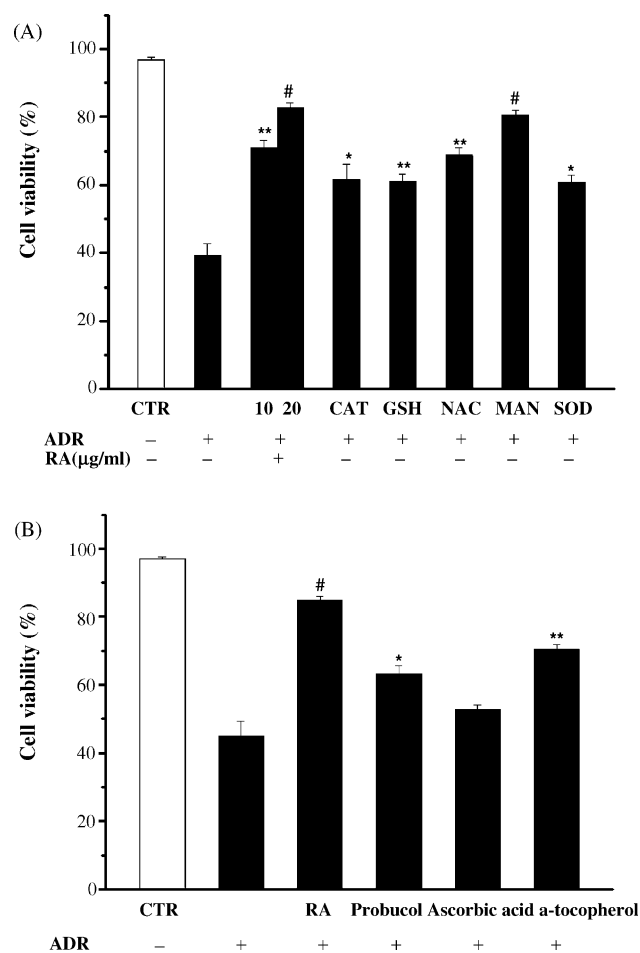 (A)
Cell viability (%)
100
80
60
40
20
0
# #
** * ** ** *
CTR 10 20 CAT GSH NAC MAN SOD
ADR – + + + + + + +
RA(μg/ml) – – + – – – – –
(B)
Cell viability (%)
100
80
60
40
20
0
#
* **
CTR RA Probucol Ascorbic acid a-tocopherol
ADR – + + + + +